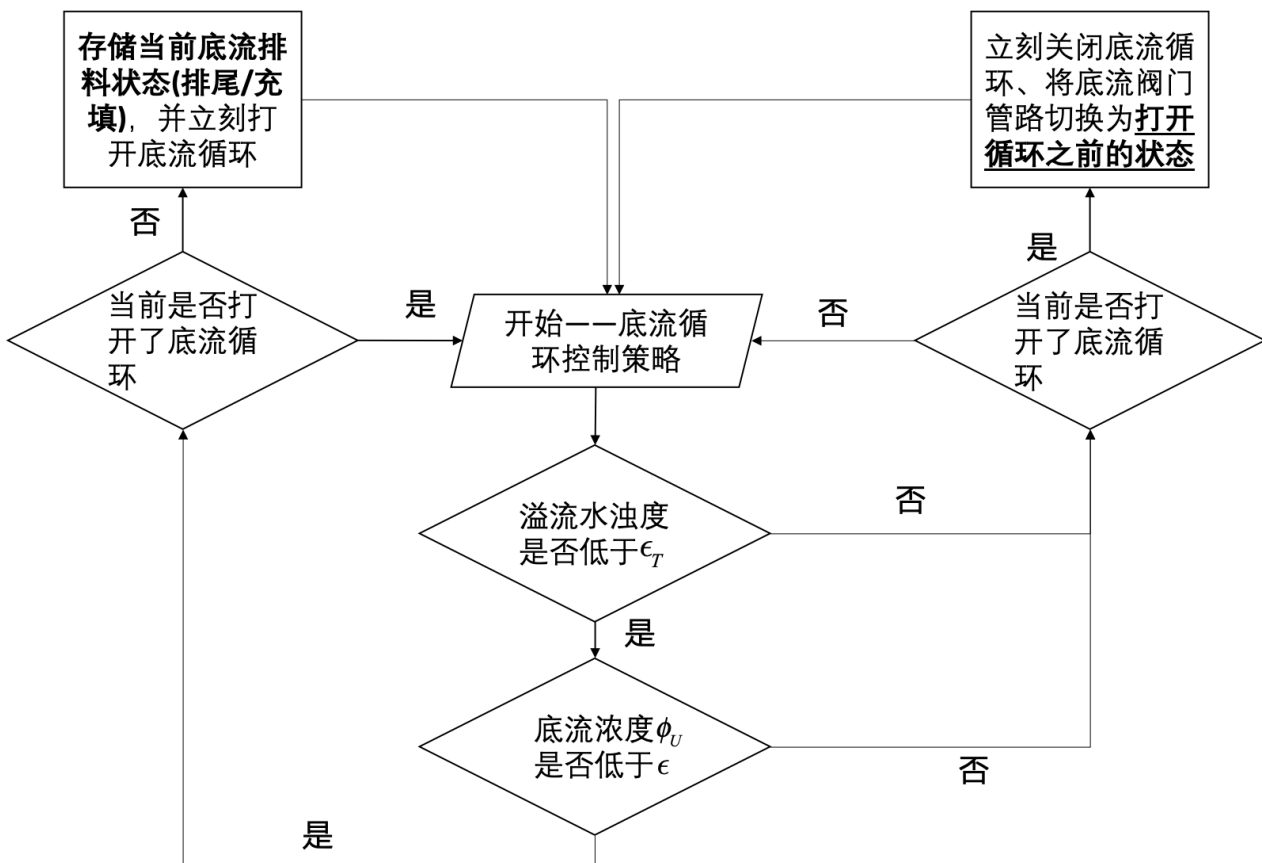 存储当前底流排
料状态(排尾/充
填)，并立刻打
开底流循环
立刻关闭底流循
环、将底流阀门
管路切换为打开
循环之前的状态
否
是
当前是否打
开了底流循
环
是
开始——底流循
环控制策略
否
当前是否打
开了底流循
环
溢流水浊度
是否低于ϵ_T
否
是
底流浓度ϕ_U
是否低于ϵ
否
是